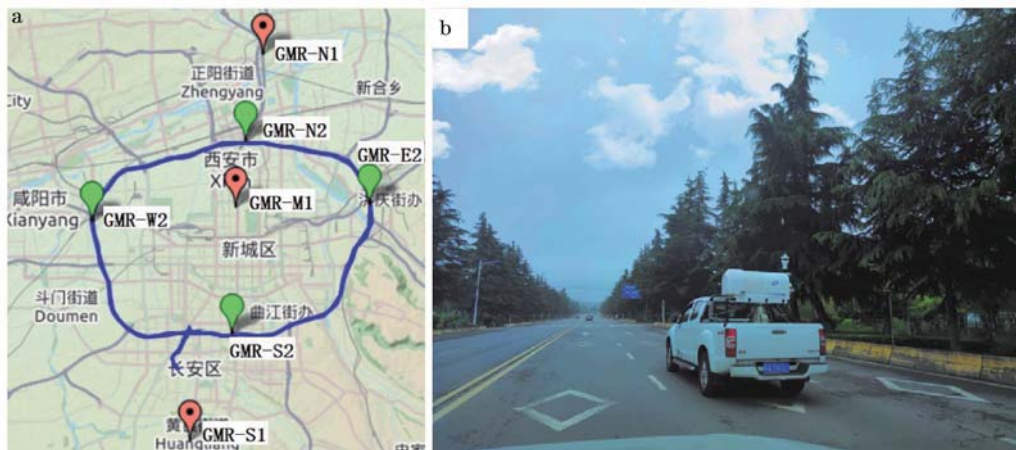 a
b
GMR-N1
正阳街道
Zhengyang
新合乡
City
GMR-N2
GMR-E2
西安市
咸阳市
Xianyang
GMR-W2
GMR-M1
街办
新城区
斗门街道
Doumen
曲江街办
GMR-S2
长安区
GMR-S1
Huangliang